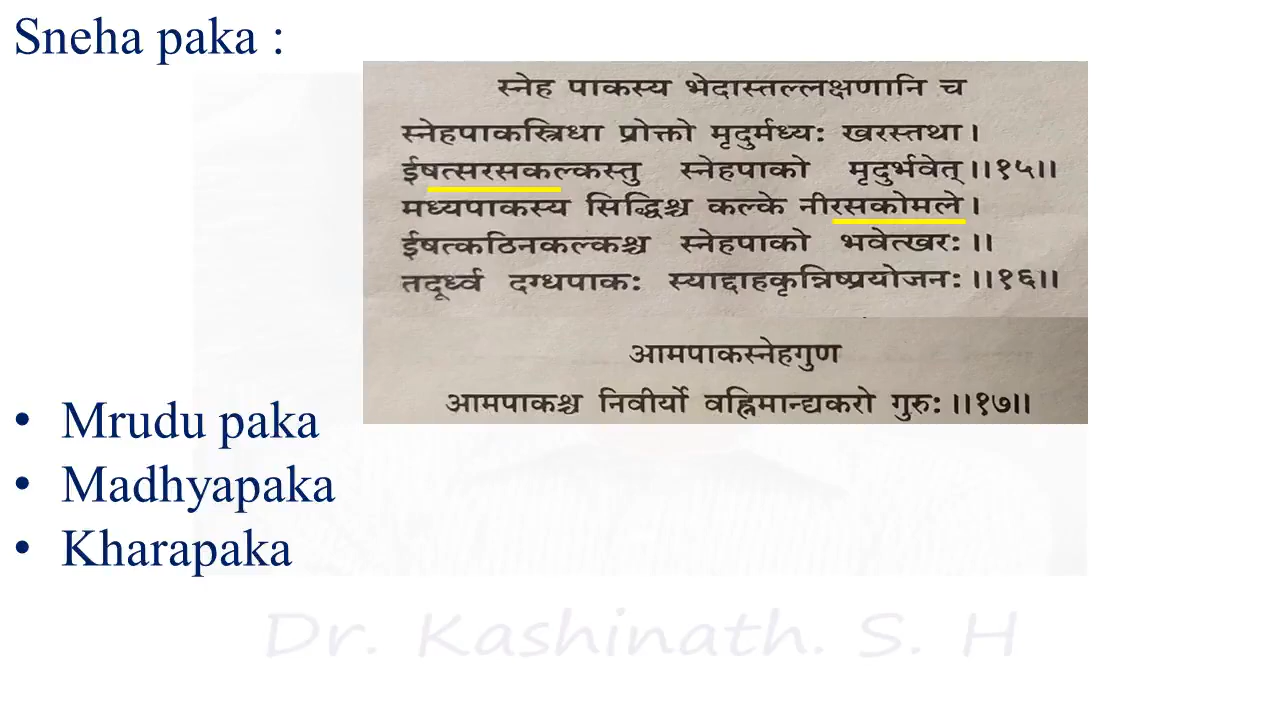 Sneha paka :
स्नेह पाकस्य भेदास्तल्लक्षणानि च
स्नेहपाकस्त्रिधा प्रोक्तो मृदुर्मध्यः खरस्तथा।
ईषत्सरसकल्कस्तु स्नेहपाको मृदुर्भवेत्॥१५॥
मध्यपाकस्य सिद्धिश्च कल्के नीरसकोमले।
ईषत्कठिनकल्कश्च स्नेहपाको भवेत्खरः॥
तदूर्ध्व दग्धपाकः स्याद्दाहकृन्निष्प्रयोजनः॥१६॥
आमपाकस्नेहगुण
आमपाकश्च निवीर्यो वह्निमान्द्यकरो गुरुः॥१७॥
• Mrudu paka
• Madhyapaka
• Kharapaka
Dr. Kashinath. S. H